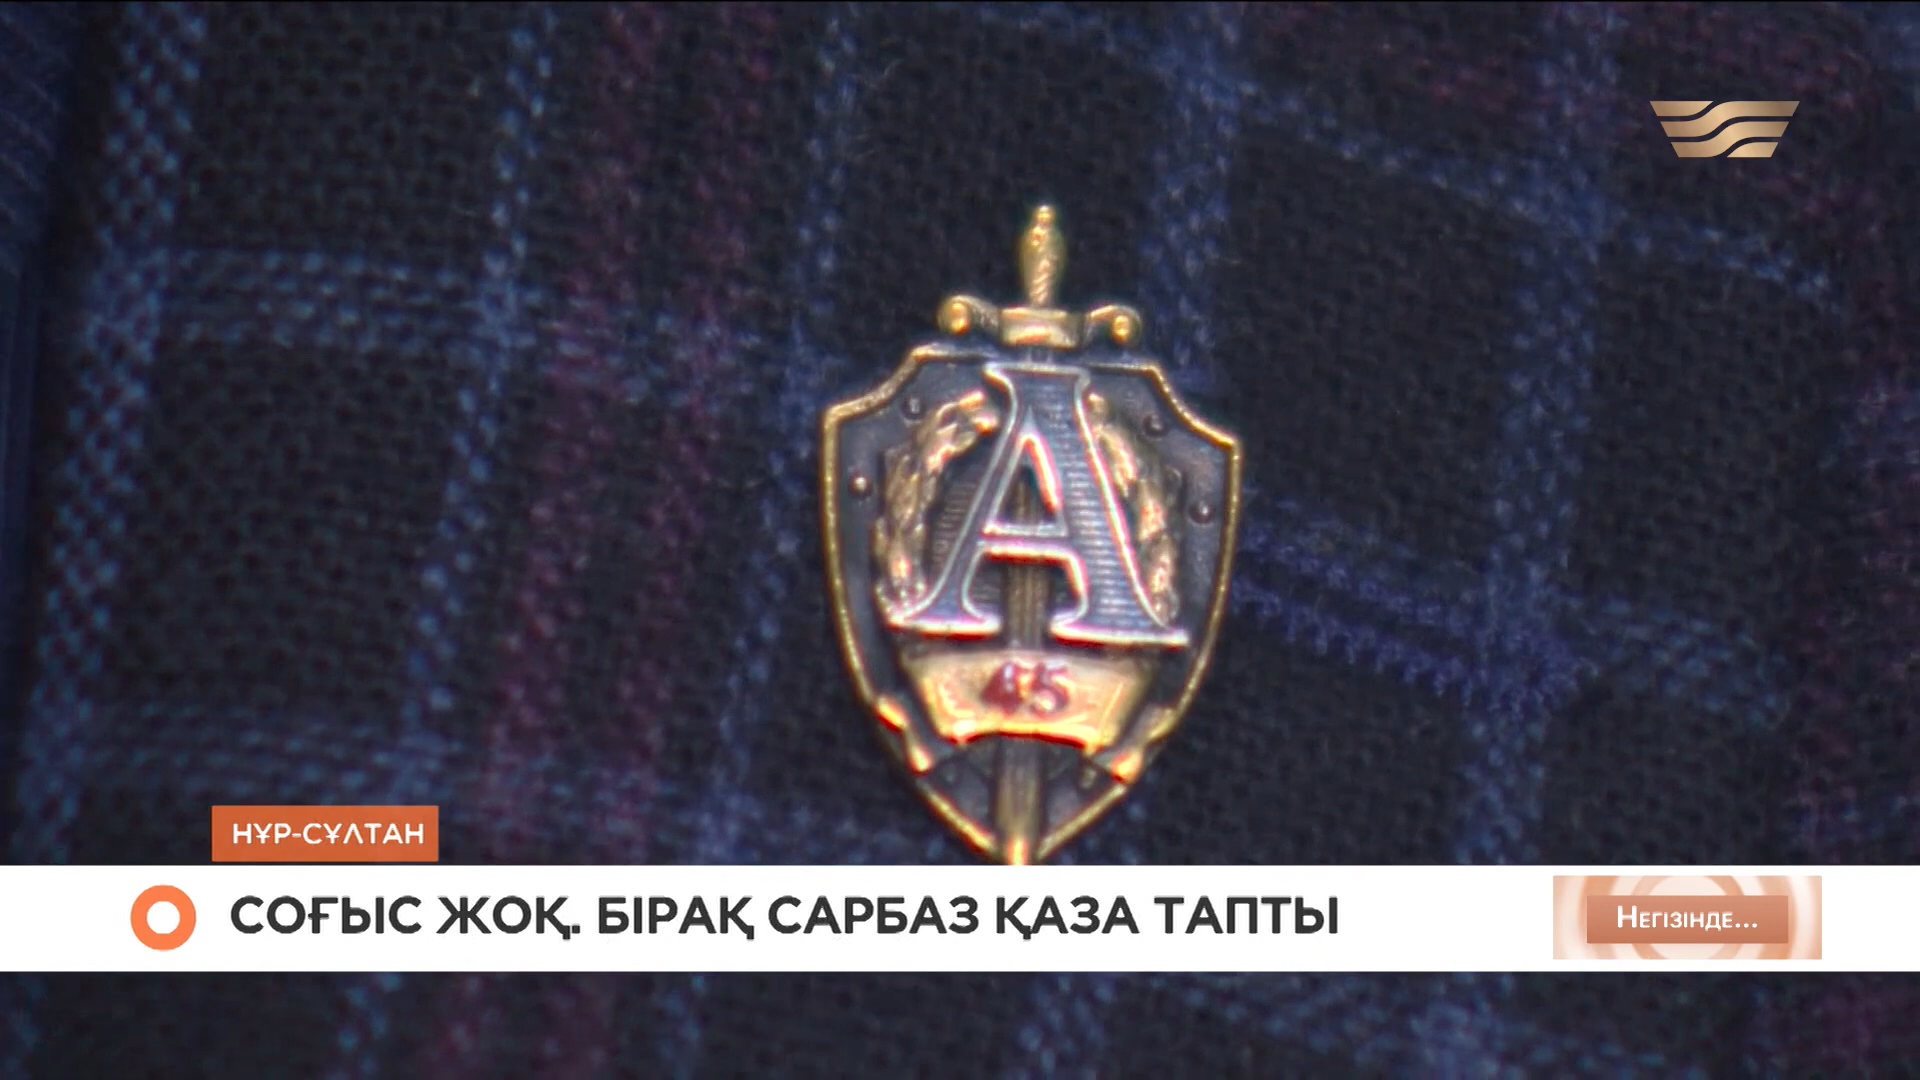 А
45
НҰР-СҰЛТАН
СОҒЫС ЖОҚ. БІРАҚ САРБАЗ ҚАЗА ТАПТЫ
Негізінде...